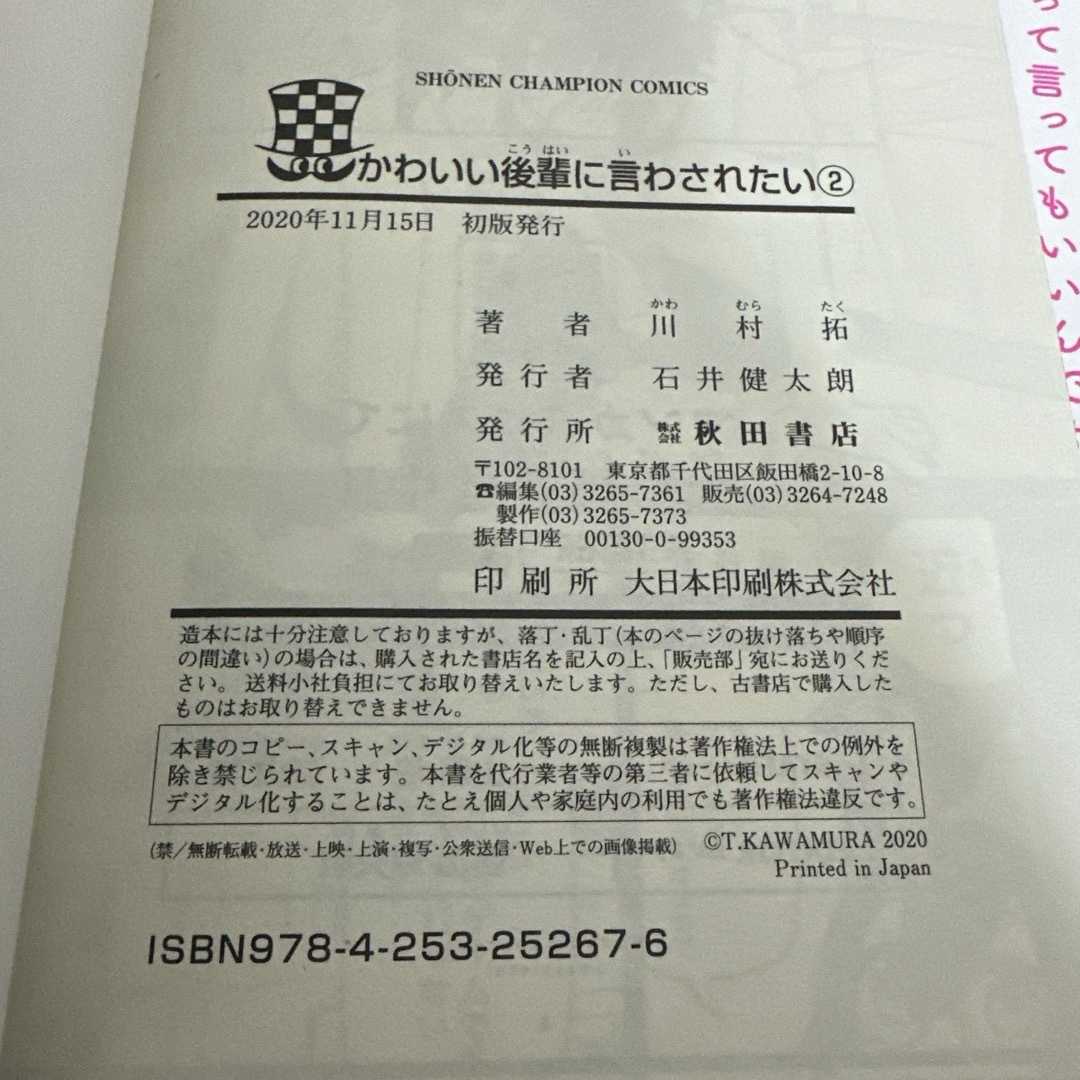 SHŌNEN CHAMPION COMICS
かわいい後輩に言わされたい②
こう はい い
2020年11月15日 初版発行
かわ むら たく
著者 川村拓
発行者 石井健太朗
発行所 株式会社 秋田書店
〒102-8101 東京都千代田区飯田橋2-10-8
☎編集(03)3265-7361 販売(03)3264-7248
製作(03)3265-7373
振替口座 00130-0-99353
印刷所 大日本印刷株式会社
造本には十分注意しておりますが、落丁・乱丁(本のページの抜け落ちや順序
の間違い)の場合は、購入された書店名を記入の上、「販売部」宛にお送りくだ
さい。送料小社負担にてお取り替えいたします。ただし、古書店で購入した
ものはお取り替えできません。
本書のコピー、スキャン、デジタル化等の無断複製は著作権法上での例外を
除き禁じられています。本書を代行業者等の第三者に依頼してスキャンや
デジタル化することは、たとえ個人や家庭内の利用でも著作権法違反です。
(禁/無断転載・放送・上映・上演・複写・公衆送信・Web上での画像掲載)
©T.KAWAMURA 2020
Printed in Japan
ISBN978-4-253-25267-6
って言ってもいい